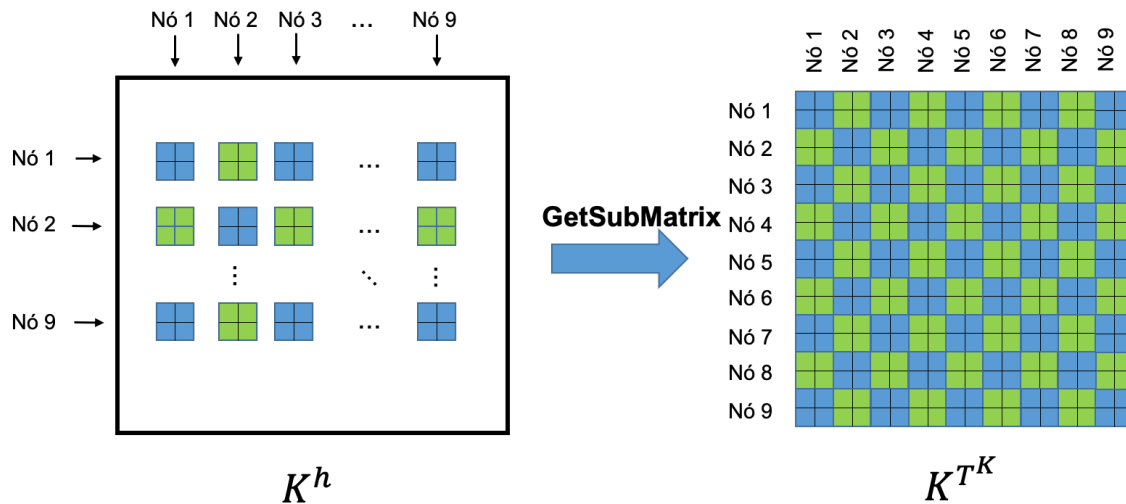 Nó 1 Nó 2 Nó 3 ... Nó 9
Nó 1
...
Nó 2
...
...
Nó 9
...
K^h
GetSubMatrix
Nó 1 Nó 2 Nó 3 Nó 4 Nó 5 Nó 6 Nó 7 Nó 8 Nó 9
Nó 1
Nó 2
Nó 3
Nó 4
Nó 5
Nó 6
Nó 7
Nó 8
Nó 9
K^{T^K}